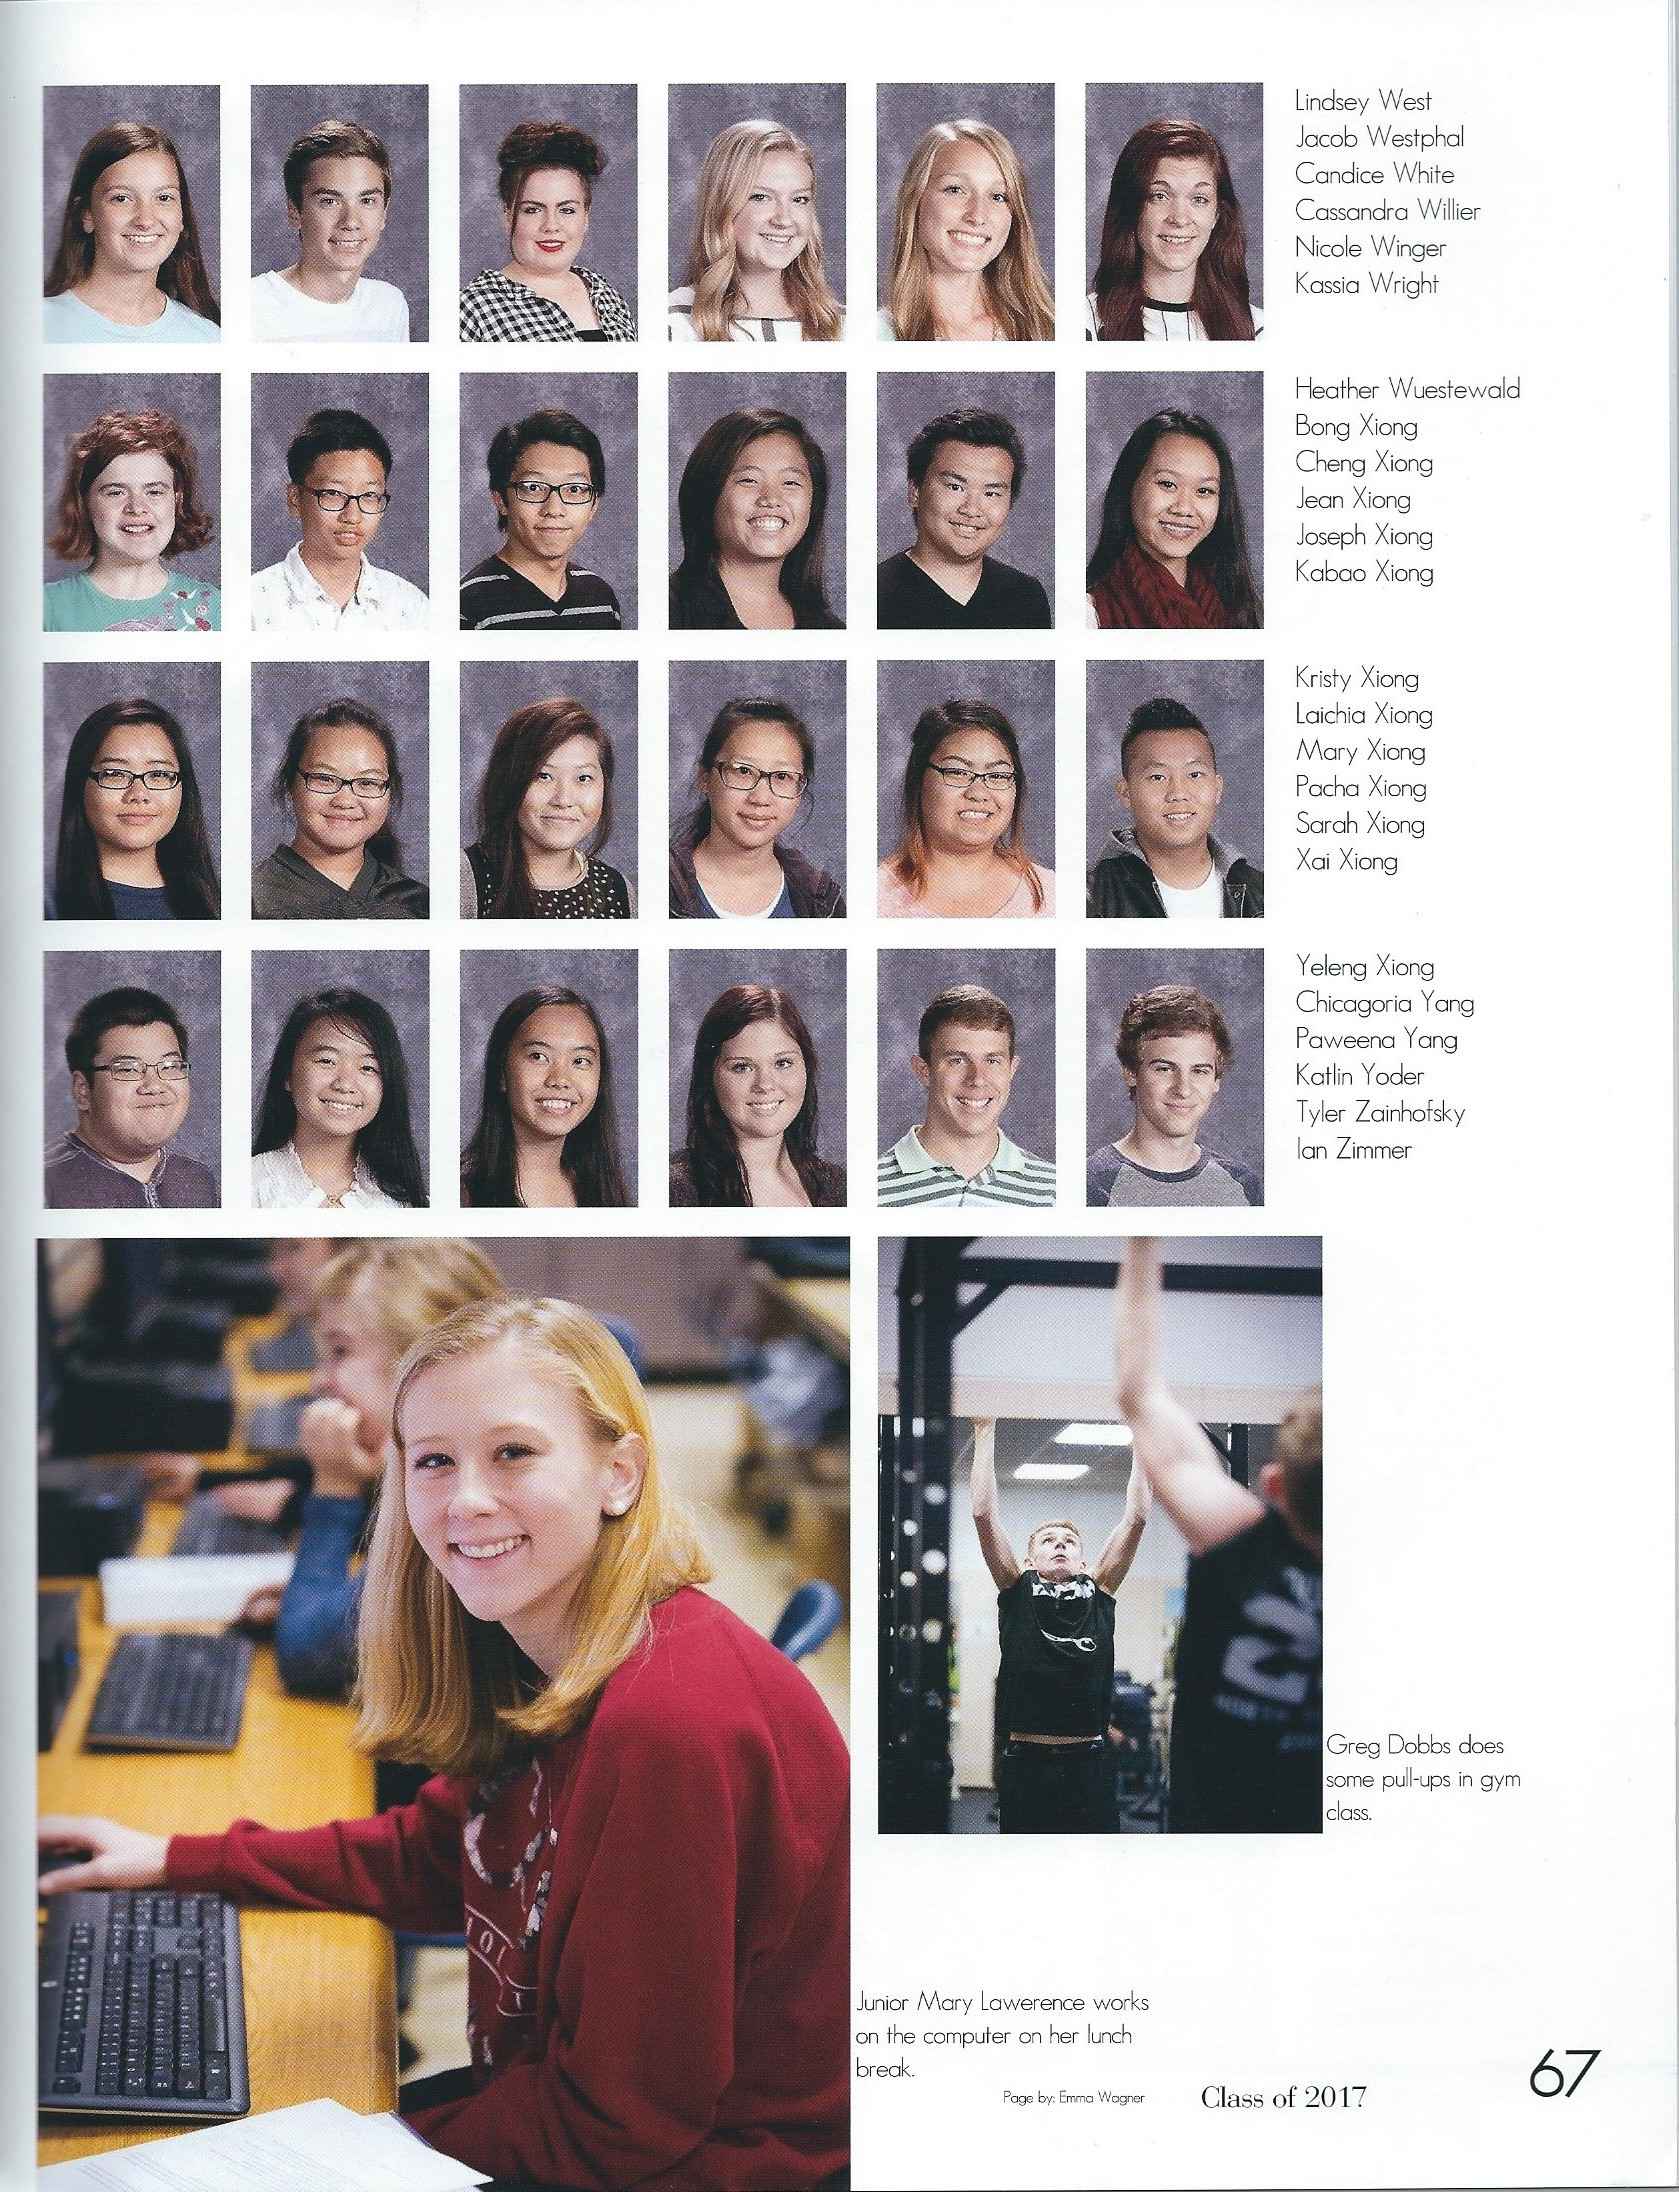 Lindsey West
Jacob Westphal
Candice White
Cassandra Willier
Nicole Winger
Kassia Wright
Heather Wuestewald
Bong Xiong
Cheng Xiong
Jean Xiong
Joseph Xiong
Kabao Xiong
Kristy Xiong
Laichia Xiong
Mary Xiong
Pacha Xiong
Sarah Xiong
Xai Xiong
Yeleng Xiong
Chicagoria Yang
Paweena Yang
Katlin Yoder
Tyler Zainhofsky
Ian Zimmer
Greg Dobbs does
some pull-ups in gym
class.
Junior Mary Lawerence works
on the computer on her lunch
break.
Page by: Emma Wagner
Class of 2017
67